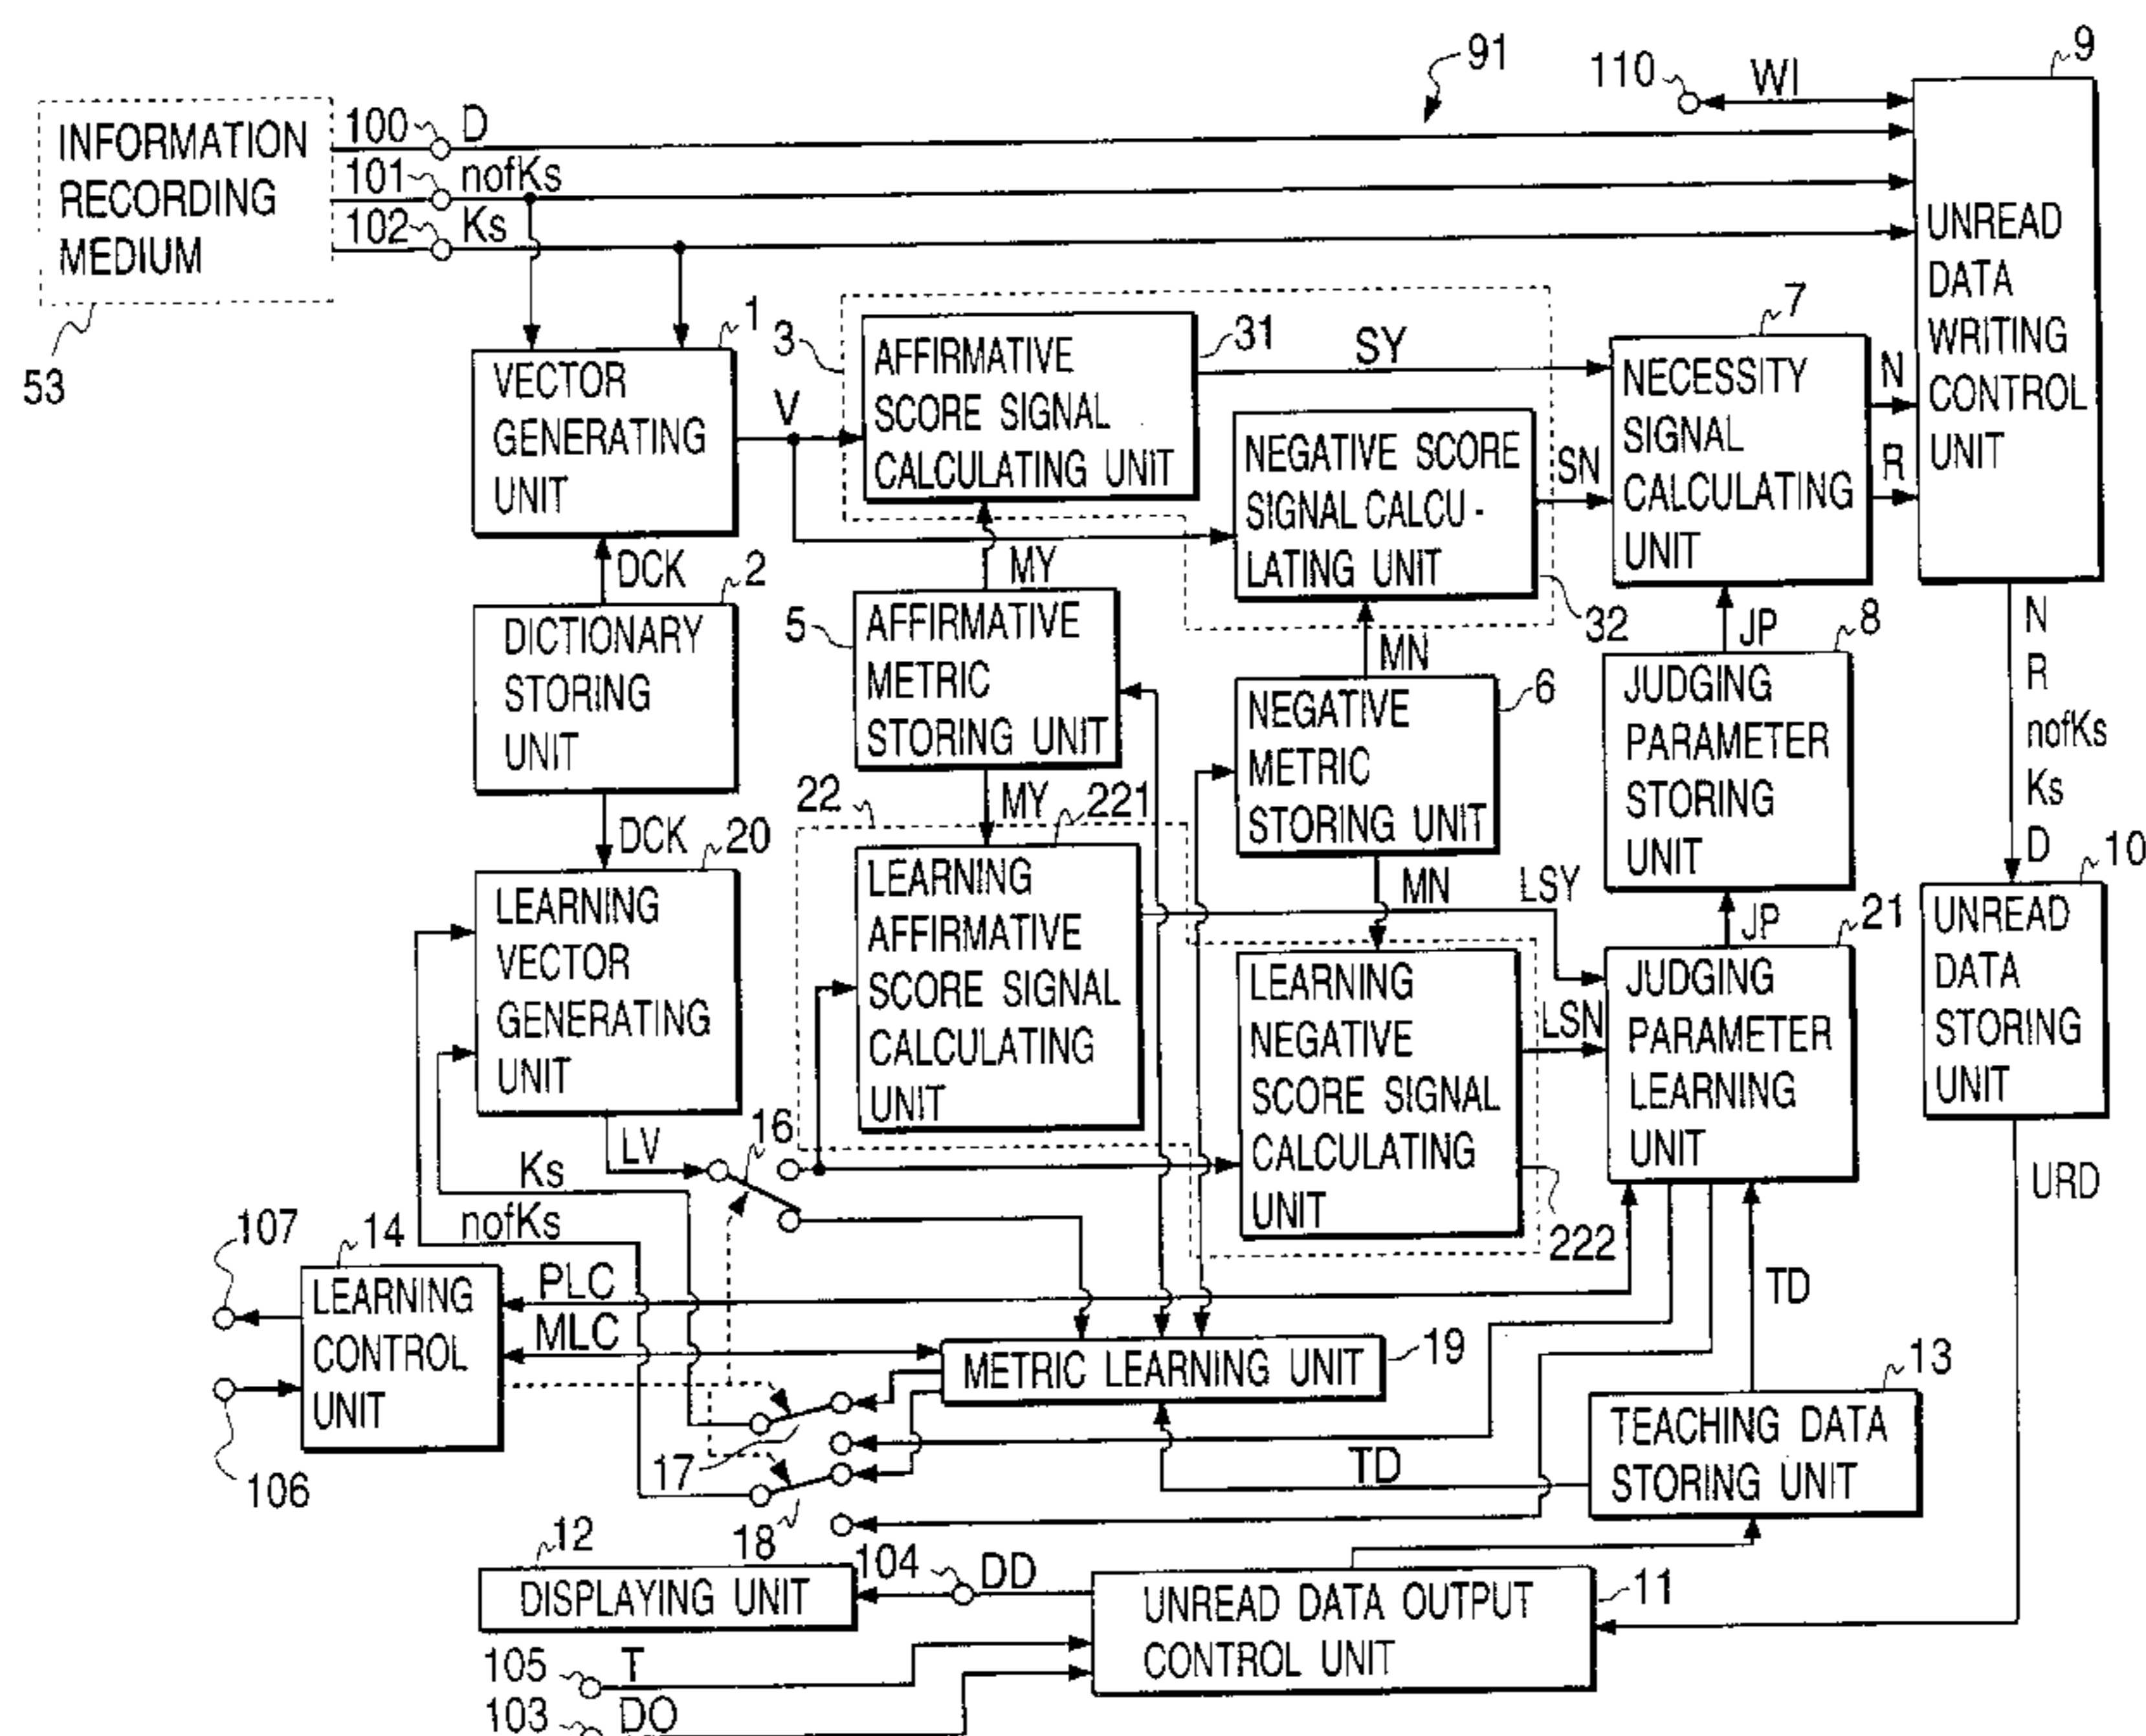 91
110
WI
9
INFORMATION
RECORDING
MEDIUM
53
100
D
101
nofKs
102
Ks
UNREAD
DATA
WRITING
CONTROL
UNIT
1
VECTOR
GENERATING
UNIT
V
3
AFFIRMATIVE
SCORE SIGNAL
CALCULATING UNIT
31
SY
NEGATIVE SCORE
SIGNAL CALCU-
LATING UNIT
32
SN
7
NECESSITY
SIGNAL
CALCULATING
UNIT
N
R
DCK
2
DICTIONARY
STORING
UNIT
DCK
MY
5
AFFIRMATIVE
METRIC
STORING UNIT
MY
MN
6
NEGATIVE
METRIC
STORING UNIT
MN
JP
8
JUDGING
PARAMETER
STORING
UNIT
JP
N
R
nofKs
Ks
D
10
UNREAD
DATA
STORING
UNIT
URD
20
LEARNING
VECTOR
GENERATING
UNIT
LV
22
221
LEARNING
AFFIRMATIVE
SCORE SIGNAL
CALCULATING
UNIT
LSY
LEARNING
NEGATIVE
SCORE SIGNAL
CALCULATING
UNIT
222
LSN
21
JUDGING
PARAMETER
LEARNING
UNIT
16
Ks
nofKs
107
14
LEARNING
CONTROL
UNIT
106
PLC
MLC
METRIC LEARNING UNIT
19
17
18
TD
TD
13
TEACHING DATA
STORING UNIT
12
DISPLAYING UNIT
104
DD
UNREAD DATA OUTPUT
CONTROL UNIT
11
105
T
103
DO